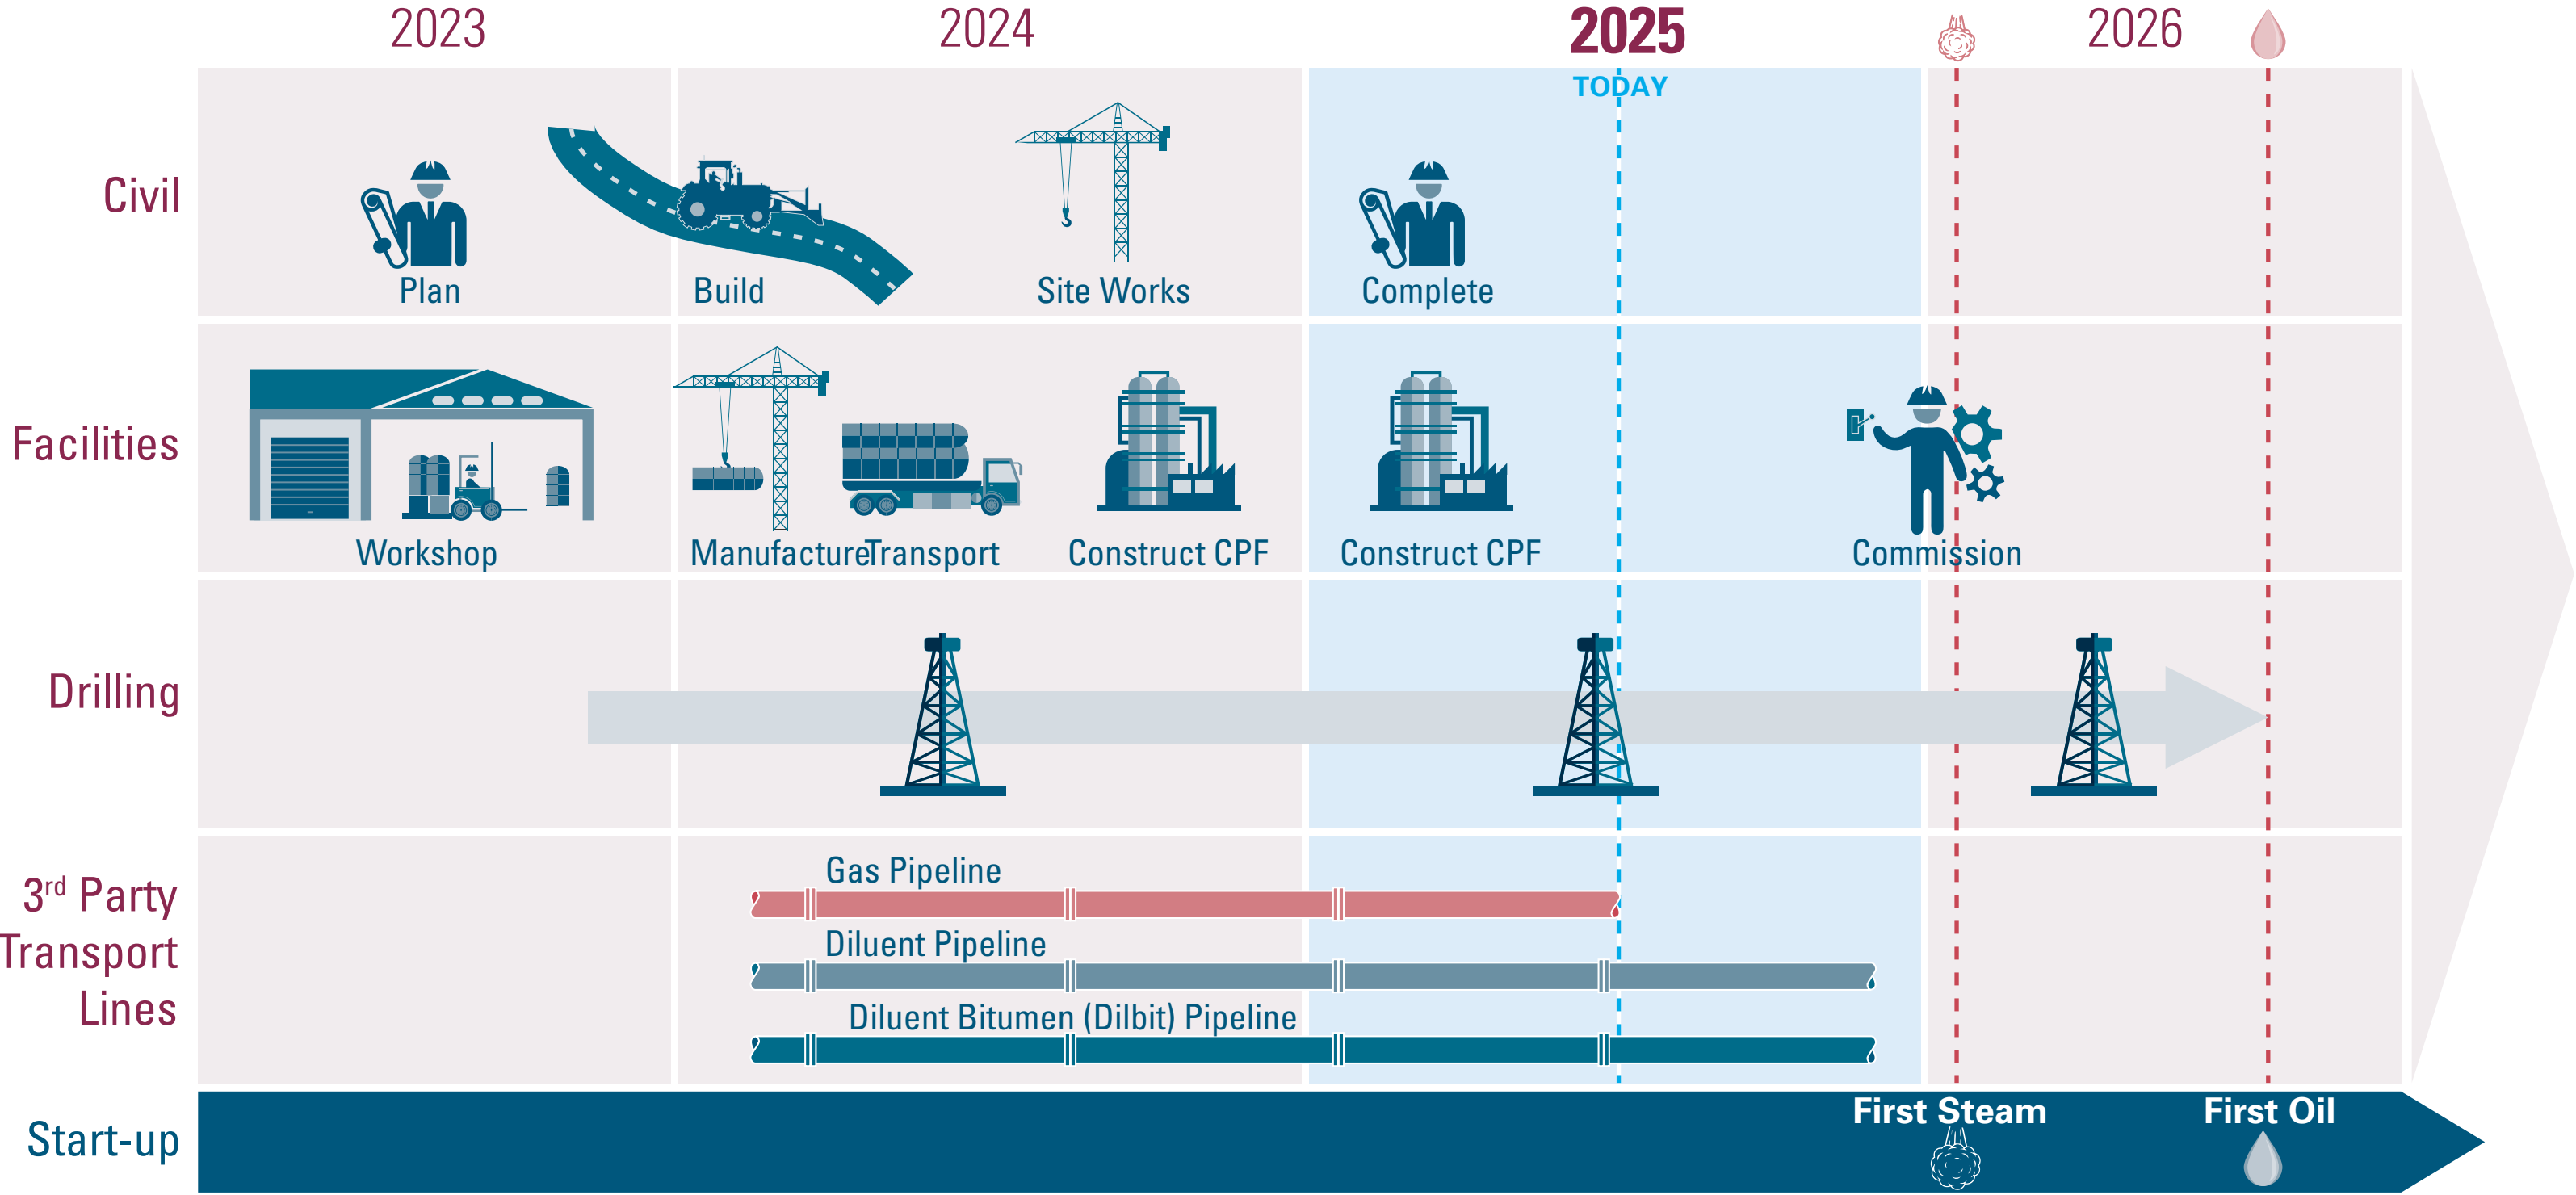 2023
2024
2025
2026
TODAY
Civil
Plan
Build
Site Works
Complete
Facilities
Workshop
Manufacture
Transport
Construct CPF
Construct CPF
Commission
Drilling
3rd Party
Transport
Lines
Gas Pipeline
Diluent Pipeline
Diluent Bitumen (Dilbit) Pipeline
Start-up
First Steam
First Oil